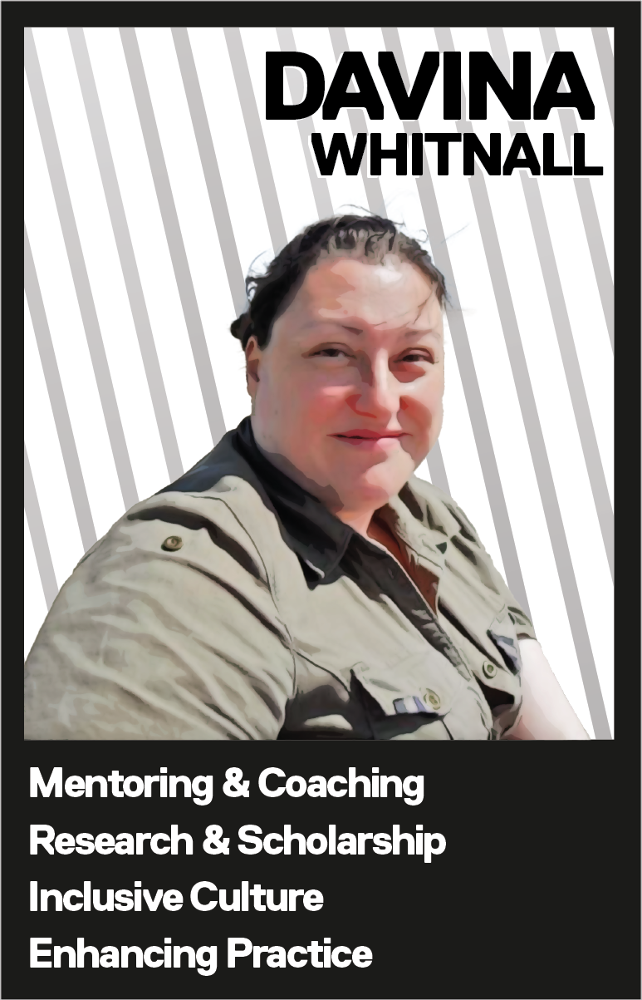 DAVINA
WHITNALL
Mentoring & Coaching
Research & Scholarship
Inclusive Culture
Enhancing Practice